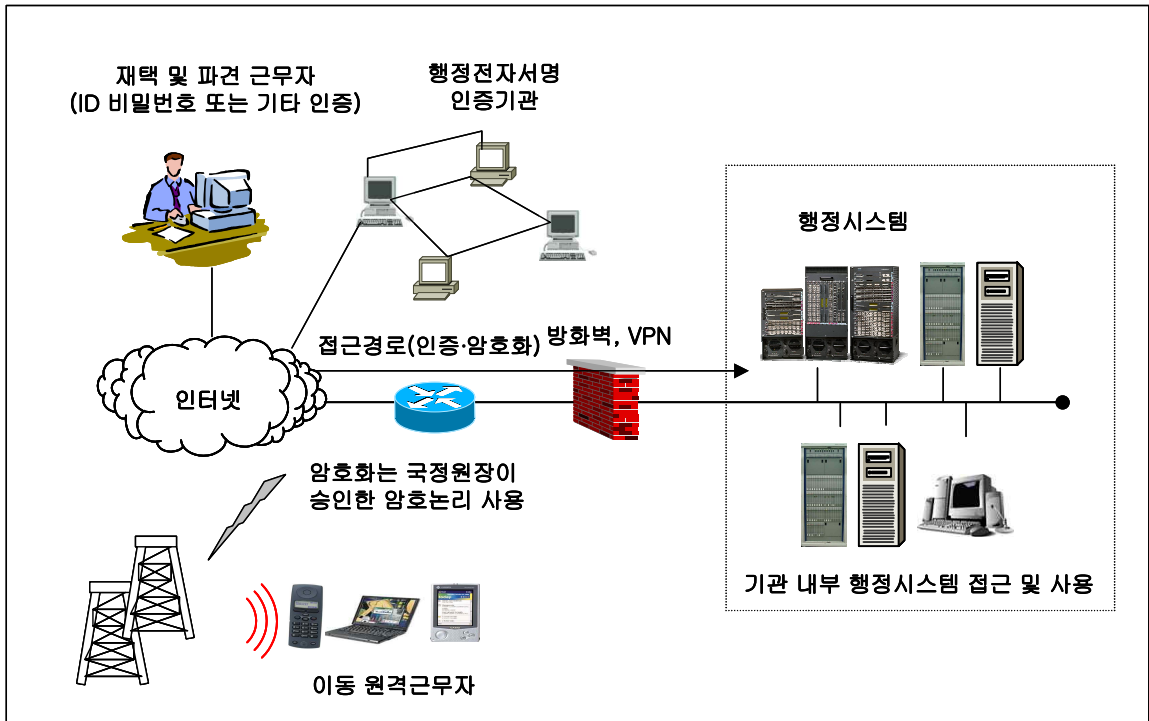 재택 및 파견 근무자
(ID 비밀번호 또는 기타 인증)
행정전자서명
인증기관
행정시스템
접근경로(인증·암호화)
방화벽, VPN
인터넷
암호화는 국정원장이
승인한 암호논리 사용
기관 내부 행정시스템 접근 및 사용
이동 원격근무자